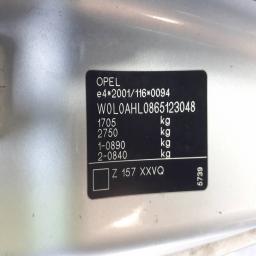 OPEL
e4*2001/116*0094
W0L0AHL0865123048
1705 kg
2750 kg
1-0890 kg
2-0840 kg
Z 157 XXVQ
5739